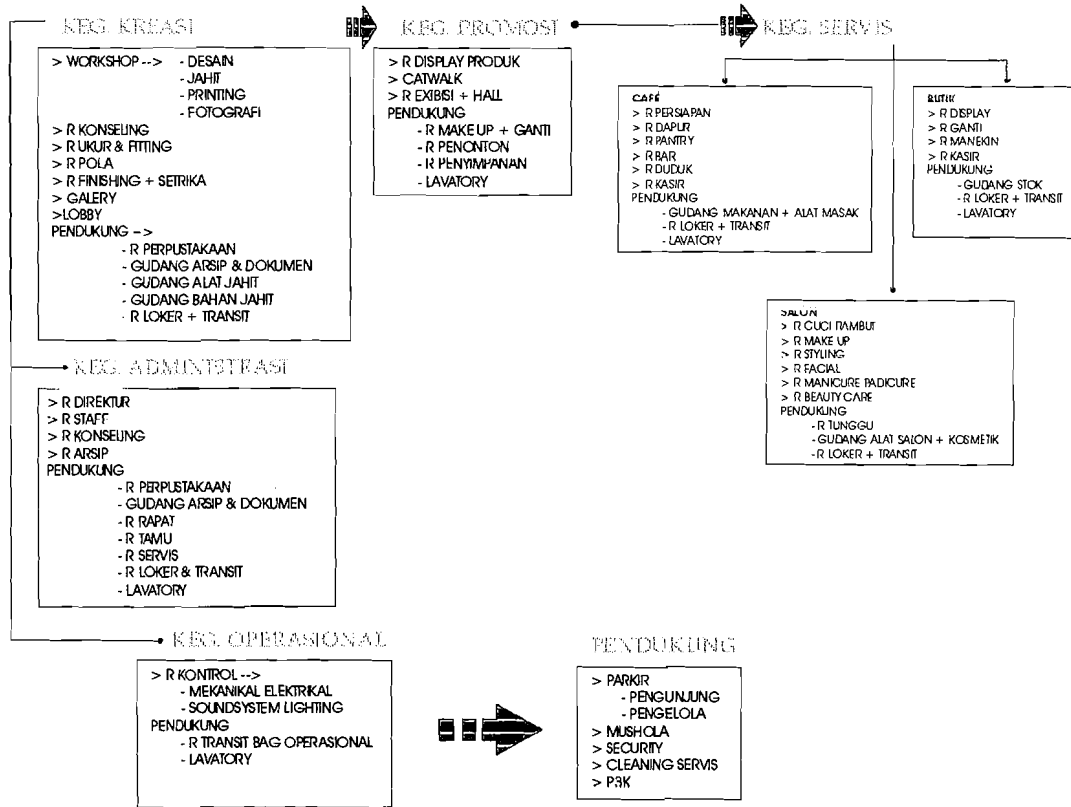 KEG. KREASI
> WORKSHOP --> - DESAIN
- JAHIT
- PRINTING
- FOTOGRAFI
> R KONSELING
> R UKUR & FITTING
> R POLA
> R FINISHING + SETRIKA
> GALERY
>LOBBY
PENDUKUNG ->
- R PERPUSTAKAAN
- GUDANG ARSIP & DOKUMEN
- GUDANG ALAT JAHIT
- GUDANG BAHAN JAHIT
- R LOKER + TRANSIT
KEG. PROMOSI
> R DISPLAY PRODUK
> CATWALK
> R EXIBISI + HALL
PENDUKUNG
- R MAKE UP + GANTI
- R PENONTON
- R PENYIMPANAN
- LAVATORY
KEG. SERVIS
CAFÉ
> R PERSIAPAN
> R DAPUR
> R PANTRY
> R BAR
> R DUDUK
> R KASIR
PENDUKUNG
- GUDANG MAKANAN + ALAT MASAK
- R LOKER + TRANSIT
- LAVATORY
BUTIK
> R DISPLAY
> R GANTI
> R MANEKIN
> R KASIR
PENDUKUNG
- GUDANG STOK
- R LOKER + TRANSIT
- LAVATORY
SALON
> R CUCI RAMBUT
> R MAKE UP
> R STYLING
> R FACIAL
> R MANICURE PADICURE
> R BEAUTY CARE
PENDUKUNG
- R TUNGGU
- GUDANG ALAT SALON + KOSMETIK
- R LOKER + TRANSIT
KEG. ADMINISTRASI
> R DIREKTUR
> R STAFF
> R KONSELING
> R ARSIP
PENDUKUNG
- R PERPUSTAKAAN
- GUDANG ARSIP & DOKUMEN
- R RAPAT
- R TAMU
- R SERVIS
- R LOKER & TRANSIT
- LAVATORY
KEG. OPERASIONAL
> R KONTROL -->
- MEKANIKAL ELEKTRIKAL
- SOUNDSYSTEM LIGHTING
PENDUKUNG
- R TRANSIT BAG OPERASIONAL
- LAVATORY
PENDUKUNG
> PARKIR
- PENGUNJUNG
- PENGELOLA
> MUSHOLA
> SECURITY
> CLEANING SERVIS
> P3K